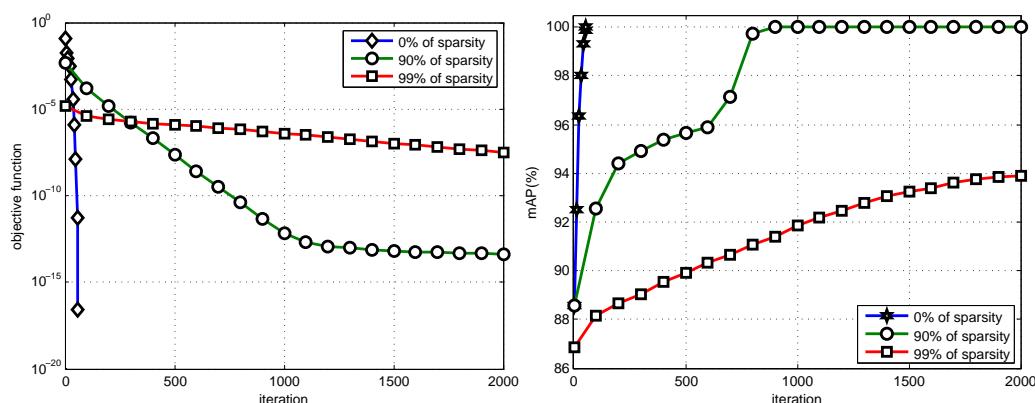 10^0
10^-5
10^-10
10^-15
10^-20
objective function
0 500 1000 1500 2000
iteration
0% of sparsity
90% of sparsity
99% of sparsity
100
98
96
94
92
90
88
86
mAP(%)
0 500 1000 1500 2000
iteration
0% of sparsity
90% of sparsity
99% of sparsity